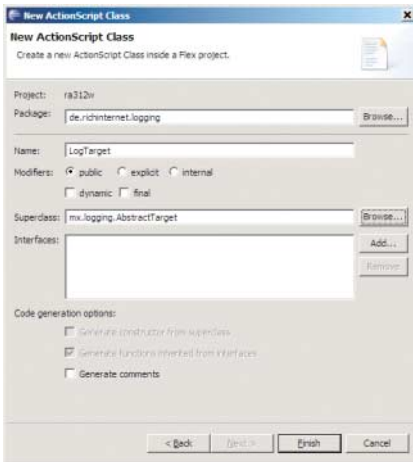 New ActionScript Class
New ActionScript Class
Create a new ActionScript Class inside a Flex project.
Project: ra312w
Package: de.richinternet.logging Browse...
Name: LogTarget
Modifiers: public explicit internal
dynamic final
Superclass: mx.logging.AbstractTarget Browse...
Interfaces: Add...
Remove
Code generation options:
Generate constructor from superclass
Generate functions inherited from interfaces
Generate comments
< Back Next > Finish Cancel